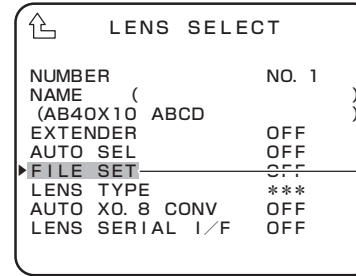 LENS SELECT
NUMBER NO. 1
NAME ( )
(AB40X10 ABCD )
EXTENDER OFF
AUTO SEL OFF
FILE SET OFF
LENS TYPE ***
AUTO X0.8 CONV OFF
LENS SERIAL I/F OFF